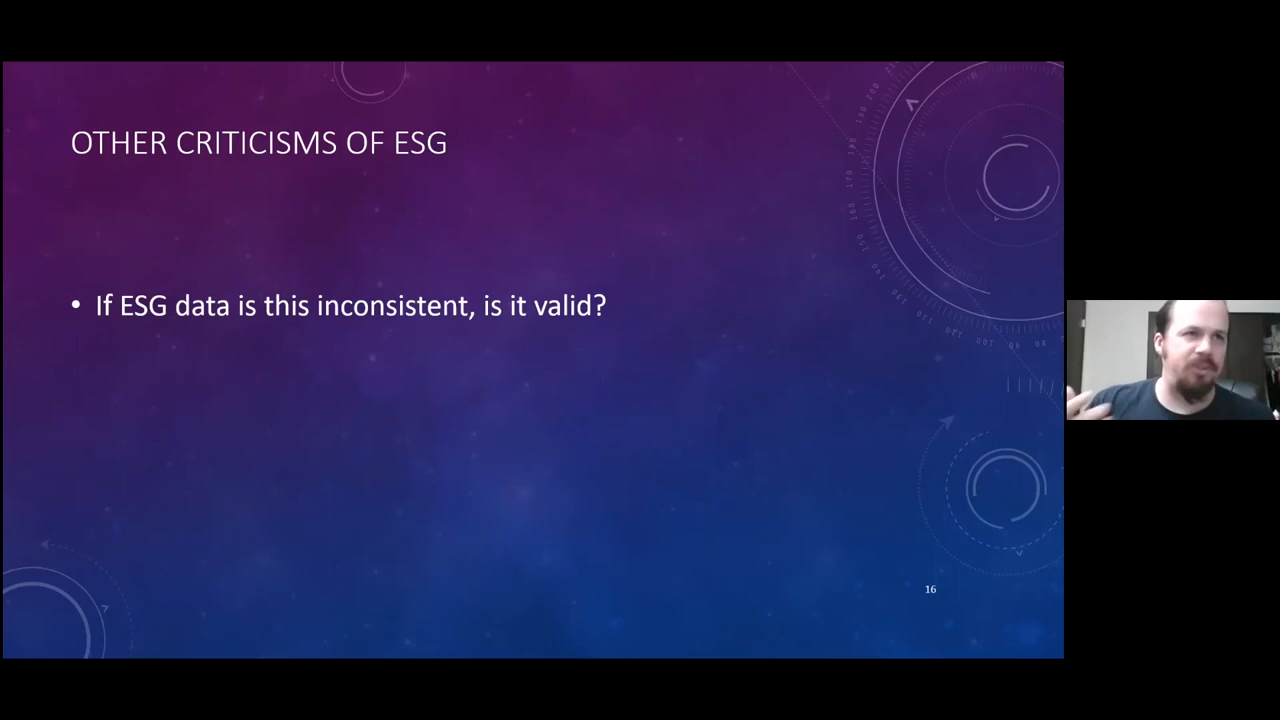 OTHER CRITICISMS OF ESG
• If ESG data is this inconsistent, is it valid?
16